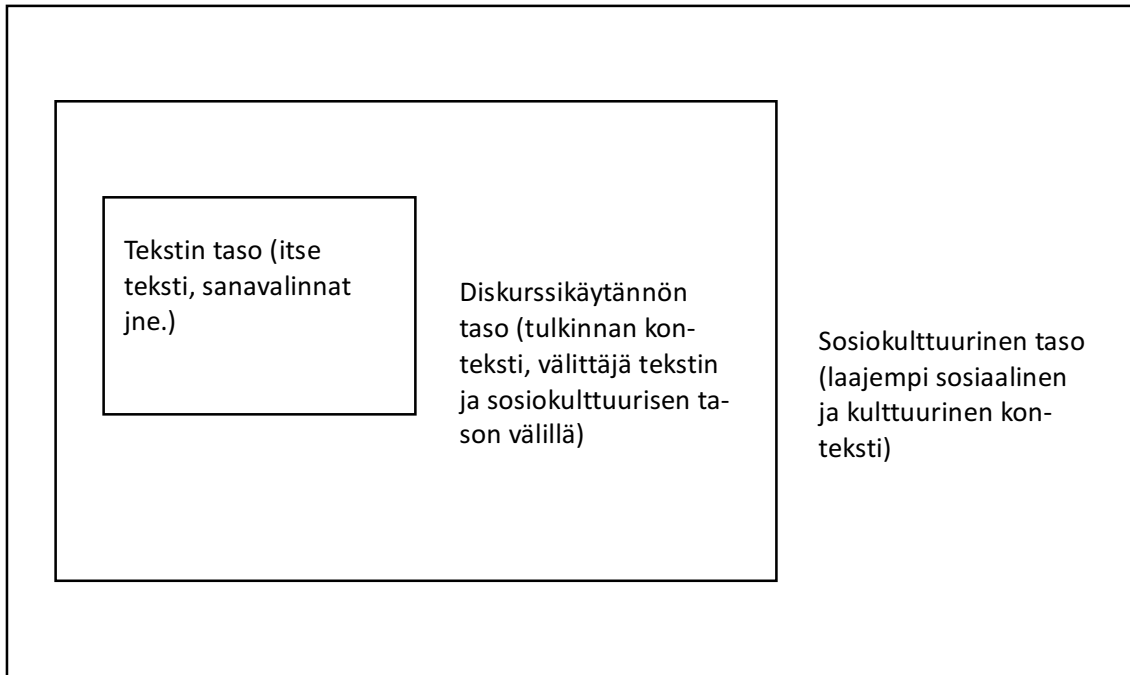 Tekstin taso (itse
teksti, sanavalinnat
jne.)
Diskurssikäytännön
taso (tulkinnan kon-
teksti, välittäjä tekstin
ja sosiokulttuurisen ta-
son välillä)
Sosiokulttuurinen taso
(laajempi sosiaalinen
ja kulttuurinen kon-
teksti)